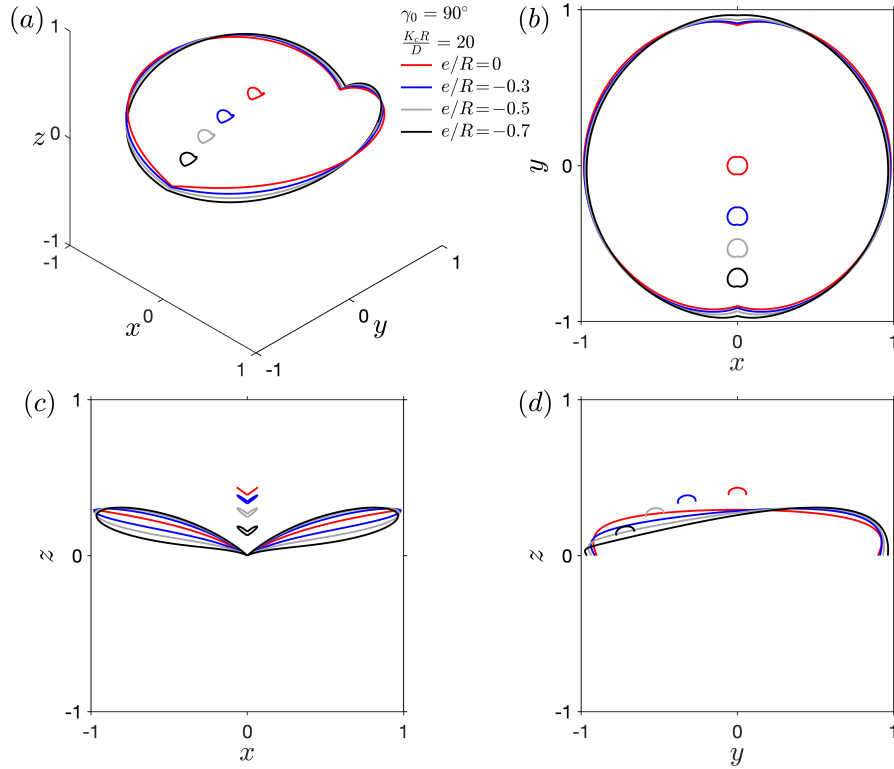 (a)
γ₀ = 90°
K_cR/D = 20
e/R=0
e/R=−0.3
e/R=−0.5
e/R=−0.7
1
z 0
-1
-1
0
1
x
-1
0
1
y
(b)
1
y 0
-1
-1 0 1
x
(c)
1
z 0
-1
-1 0 1
x
(d)
1
z 0
-1
-1 0 1
y